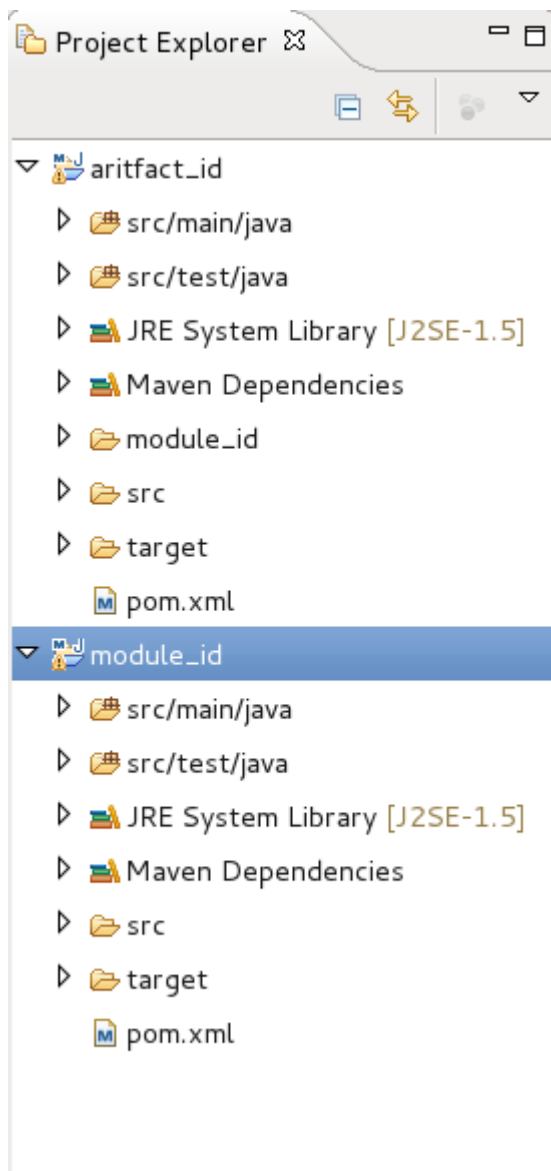 Project Explorer
aritfact_id
src/main/java
src/test/java
JRE System Library [J2SE-1.5]
Maven Dependencies
module_id
src
target
pom.xml
module_id
src/main/java
src/test/java
JRE System Library [J2SE-1.5]
Maven Dependencies
src
target
pom.xml